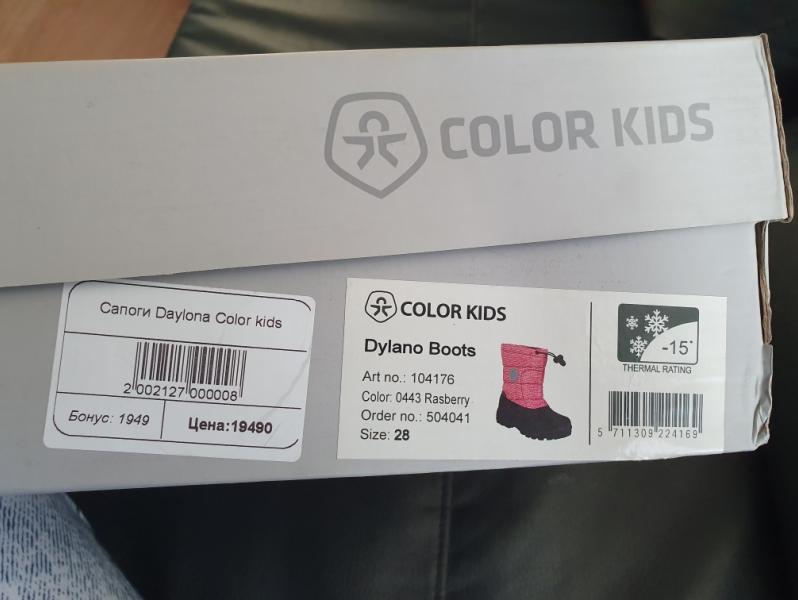 COLOR KIDS
Сапоги Daylona Color kids
2 002127 000008
Бонус: 1949
Цена:19490
COLOR KIDS
Dylano Boots
Art no.: 104176
Color: 0443 Rasberry
Order no.: 504041
Size: 28
-15°
THERMAL RATING
5 711309 224169